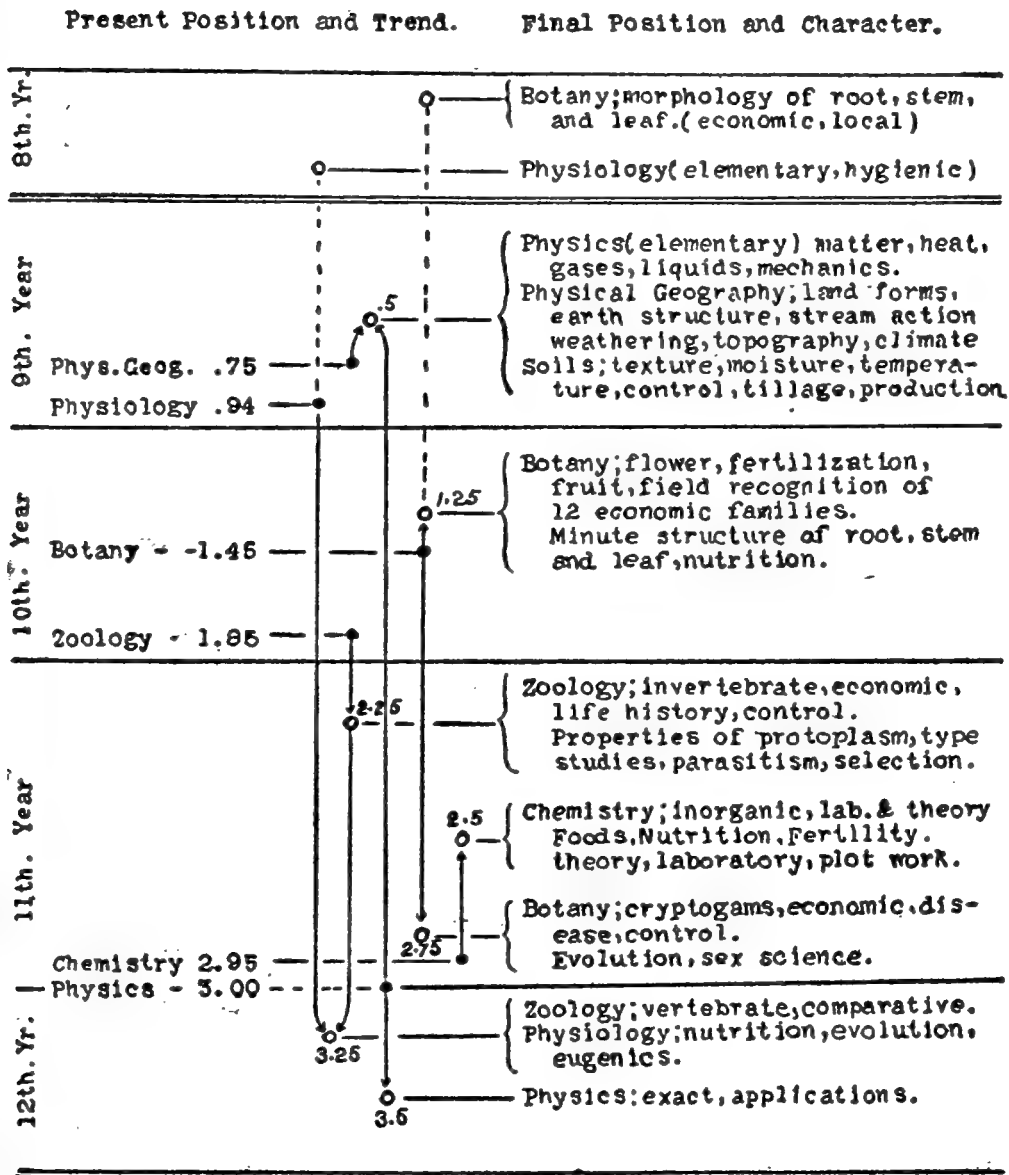 Present Position and Trend. Final Position and Character.
8th. Yr.
Botany; morphology of root, stem,
and leaf. (economic, local)
Physiology (elementary, hygienic)
9th. Year
Physics (elementary) matter, heat,
gases, liquids, mechanics.
Physical Geography; land forms,
earth structure, stream action
weathering, topography, climate
Soils; texture, moisture, tempera-
ture, control, tillage, production
.5
Phys. Geog. .75
Physiology .94
10th. Year
Botany; flower, fertilization,
fruit, field recognition of
12 economic families.
Minute structure of root, stem
and leaf, nutrition.
1.25
Botany - -1.45
Zoology - 1.85
11th. Year
Zoology; invertebrate, economic,
life history, control.
Properties of protoplasm, type
studies, parasitism, selection.
2.25
Chemistry; inorganic, lab. & theory
Foods, Nutrition, Fertillity.
theory, laboratory, plot work.
2.5
Botany; cryptogams, economic, dis-
ease, control.
Evolution, sex science.
2.75
Chemistry 2.95
Physics - 3.00
12th. Yr.
Zoology; vertebrate, comparative.
Physiology; nutrition, evolution,
eugenics.
3.25
Physics: exact, applications.
3.5